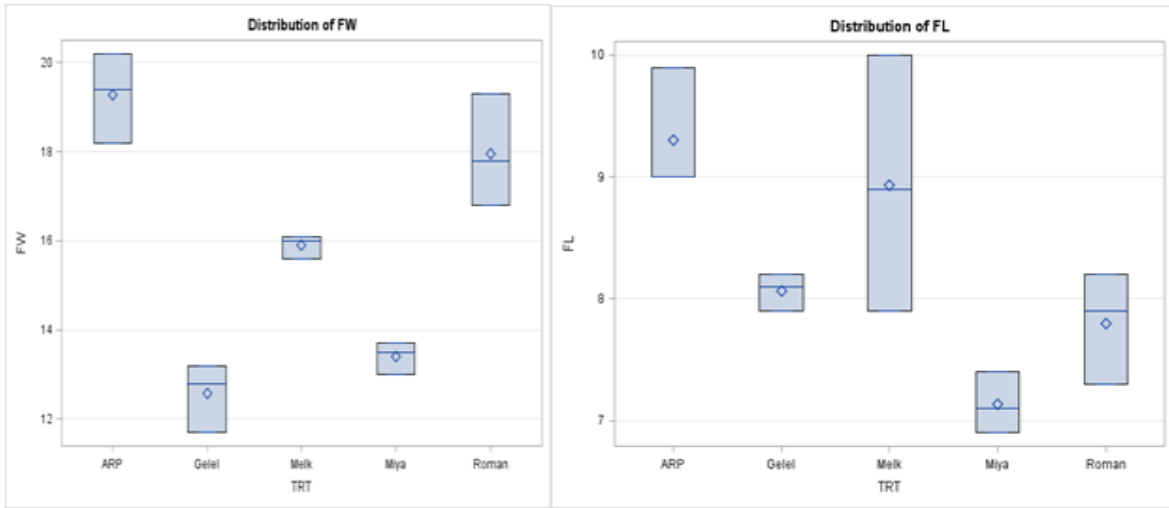 Distribution of FW
20
18
16
14
12
FW
ARP Gelel Melk Miya Roman
TRT
Distribution of FL
10
9
8
7
FL
ARP Gelel Melk Miya Roman
TRT